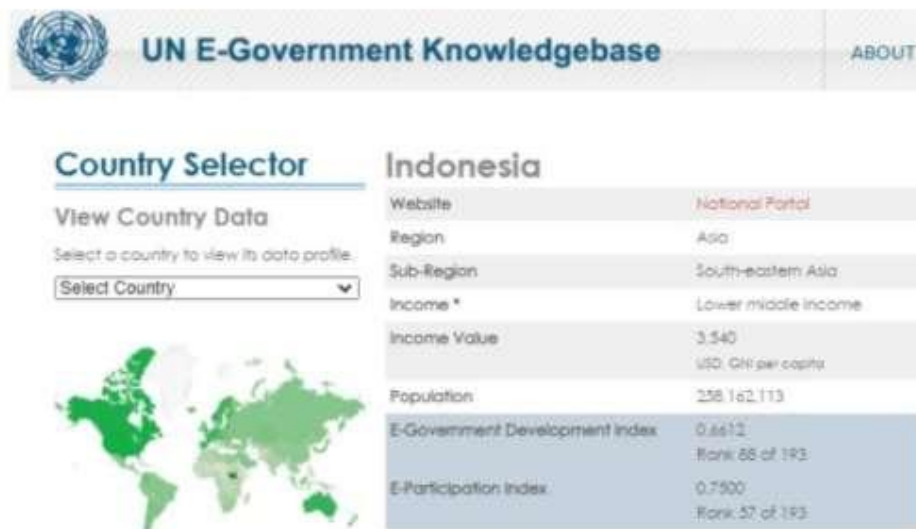 UN E-Government Knowledgebase
ABOUT
Country Selector
View Country Data
Select a country to view its data profile.
Select Country
Indonesia
Website National Portal
Region Asia
Sub-Region South-eastern Asia
Income * Lower middle income
Income Value 3.540
USD, GNI per capita
Population 258,162,113
E-Government Development Index 0.6612
Rank 88 of 193
E-Participation Index 0.7500
Rank 57 of 193